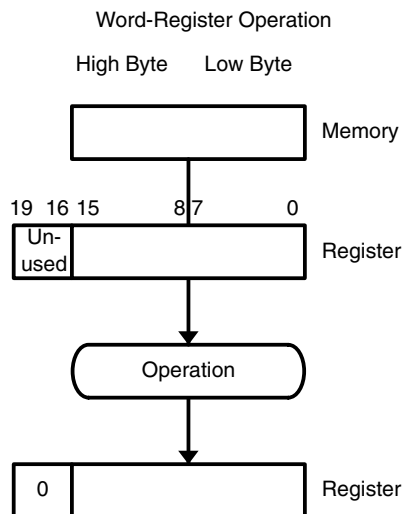 Word-Register Operation
High Byte Low Byte
Memory
19 16 15 8 7 0
Un-
used
Register
Operation
0
Register